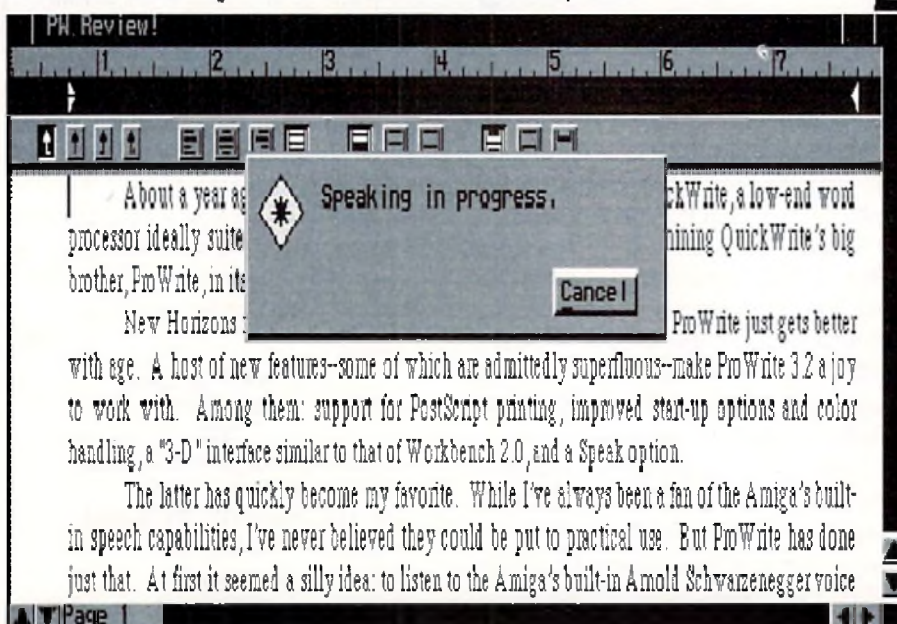 PW.Review!
1 2 3 4 5 6 7
Speaking in progress.
Cancel
About a year ag ckWrite, a low-end word
processor ideally suite mining QuickWrite's big
brother, ProWrite, in its
New Horizons ProWrite just gets better
with age. A host of new features--some of which are admittedly superfluous--make ProWrite 3.2 a joy
to work with. Among them: support for PostScript printing, improved start-up options and color
handling, a "3-D" interface similar to that of Workbench 2.0, and a Speak option.
The latter has quickly become my favorite. While I've always been a fan of the Amiga's built-
in speech capabilities, I've never believed they could be put to practical use. But ProWrite has done
just that. At first it seemed a silly idea: to listen to the Amiga's built-in Arnold Schwarzenegger voice
Page 1